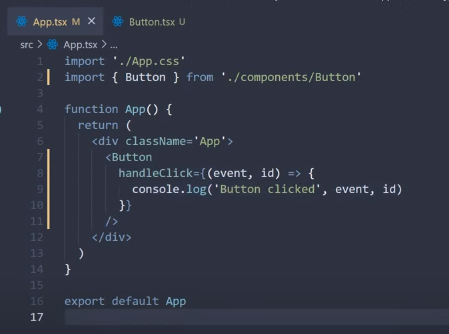 App.tsx M × Button.tsx U
src > App.tsx > ...
1 import './App.css'
2 import { Button } from './components/Button'
3
4 function App() {
5   return (
6     <div className='App'>
7       <Button
8         handleClick={(event, id) => {
9           console.log('Button clicked', event, id)
10         }}
11       />
12     </div>
13   )
14 }
15
16 export default App
17